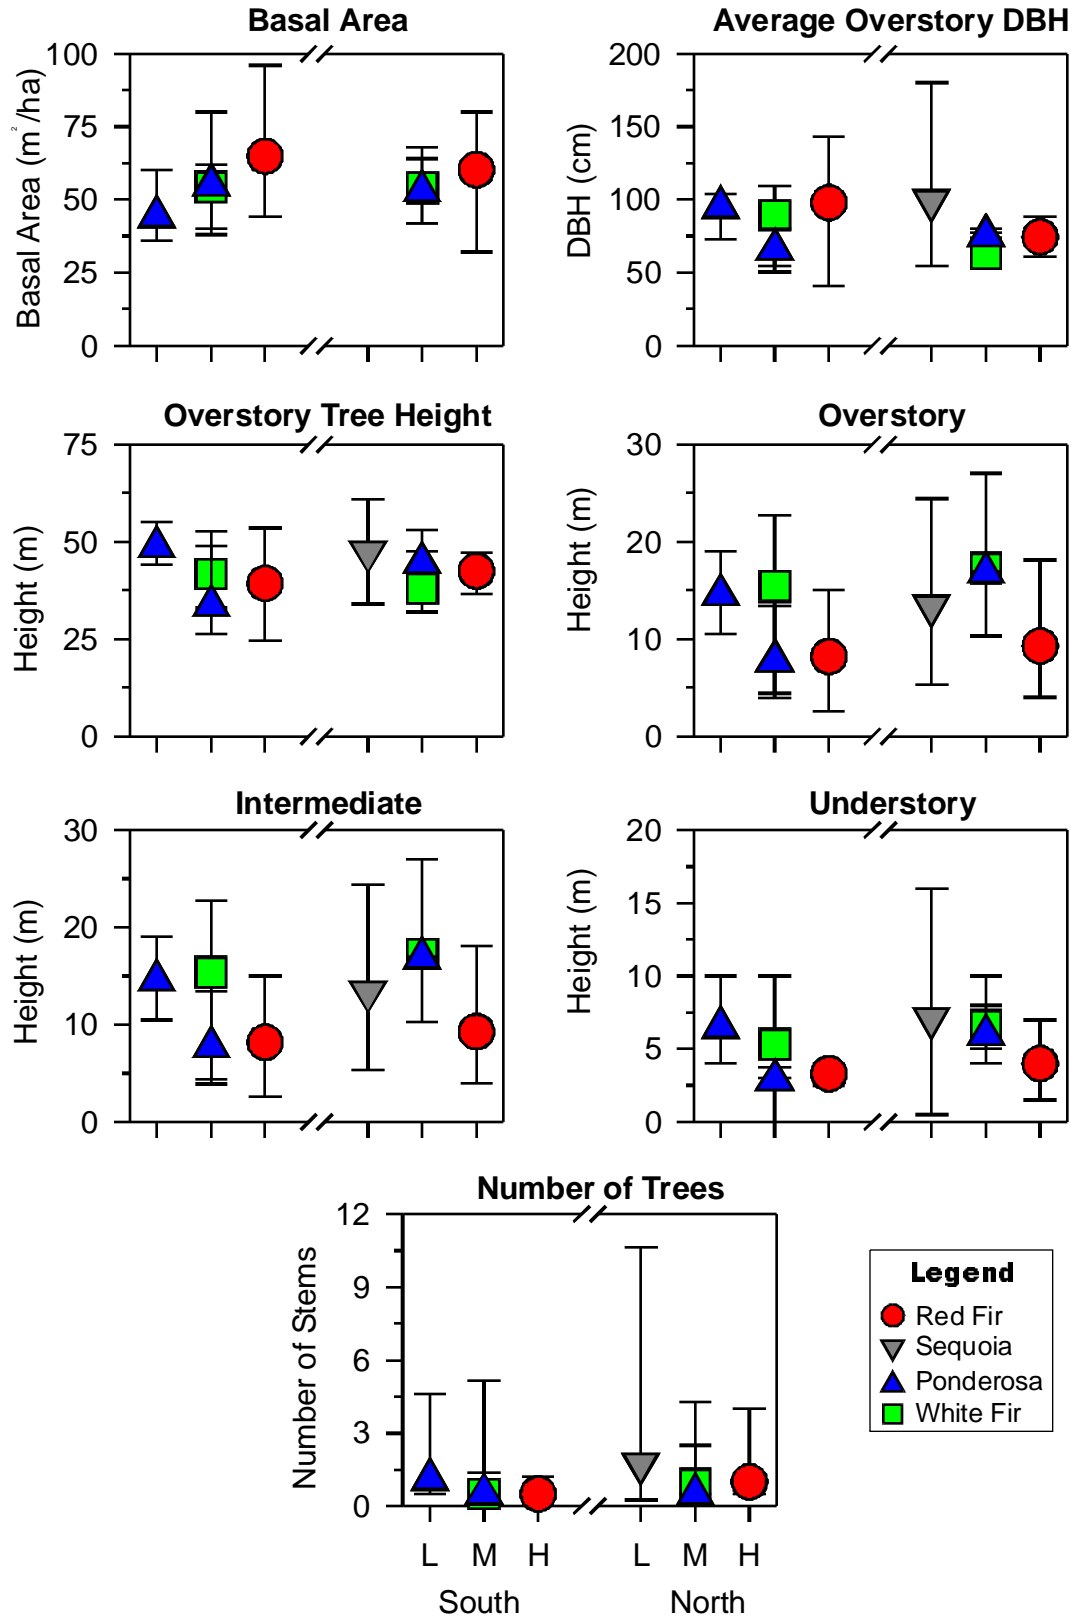 Basal Area
Average Overstory DBH
Basal Area (m²/ha)
100
75
50
25
0
DBH (cm)
200
150
100
50
0
Overstory Tree Height
Overstory
Height (m)
75
50
25
0
Height (m)
30
20
10
0
Intermediate
Understory
Height (m)
30
20
10
0
Height (m)
20
15
10
5
0
Number of Trees
Number of Stems
12
9
6
3
0
L M H L M H
South North
Legend
Red Fir
Sequoia
Ponderosa
White Fir